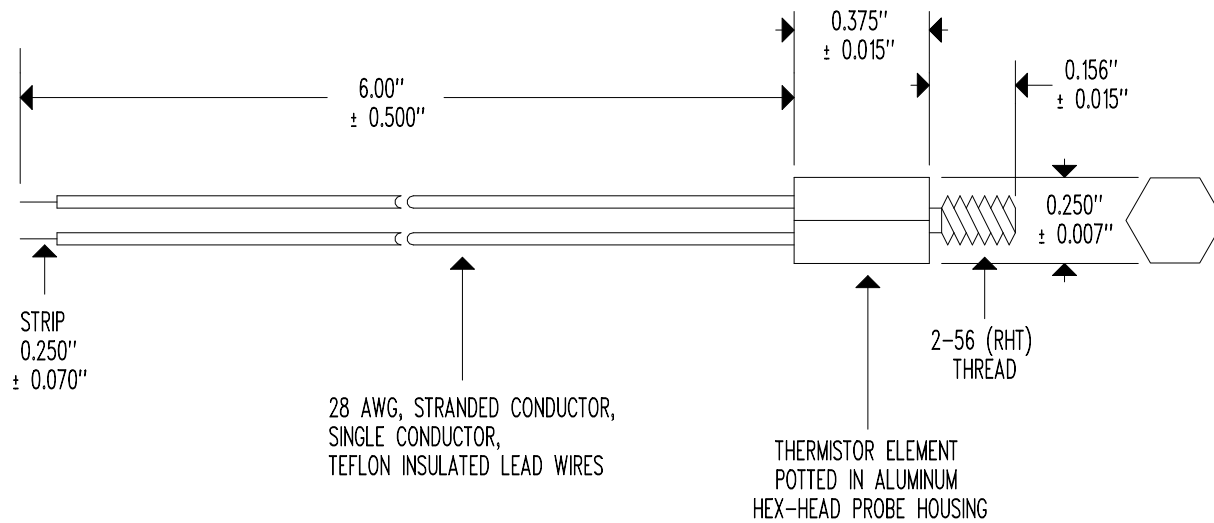 0.375"
± 0.015"
0.156"
± 0.015"
6.00"
± 0.500"
0.250"
± 0.007"
STRIP
0.250"
± 0.070"
2-56 (RHT)
THREAD
28 AWG, STRANDED CONDUCTOR,
SINGLE CONDUCTOR,
TEFLON INSULATED LEAD WIRES
THERMISTOR ELEMENT
POTTED IN ALUMINUM
HEX-HEAD PROBE HOUSING